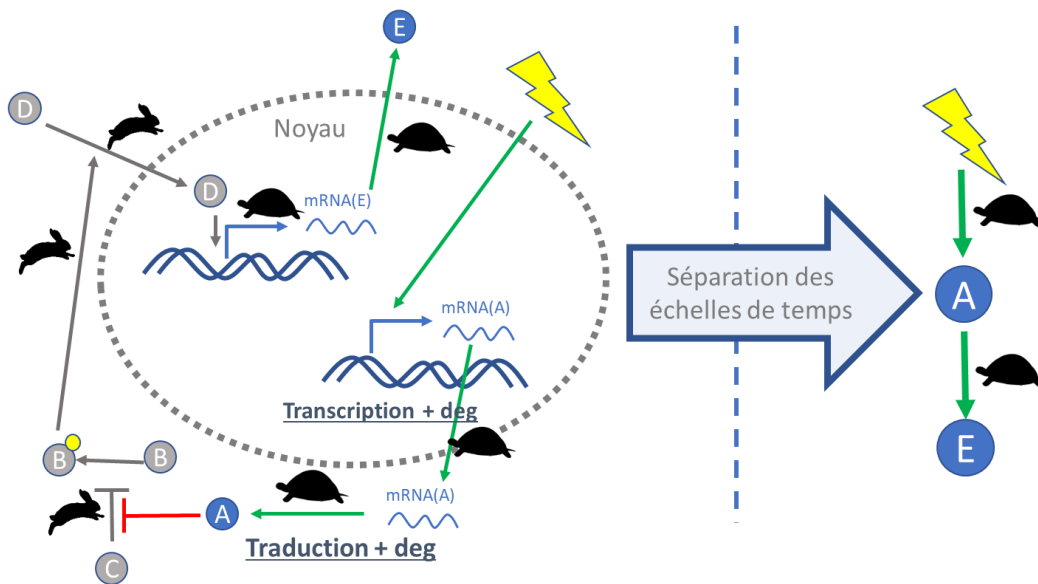 E
D
Noyau
D
mRNA(E)
Séparation des
échelles de temps
A
mRNA(A)
Transcription + deg
E
B
B
mRNA(A)
A
Traduction + deg
C